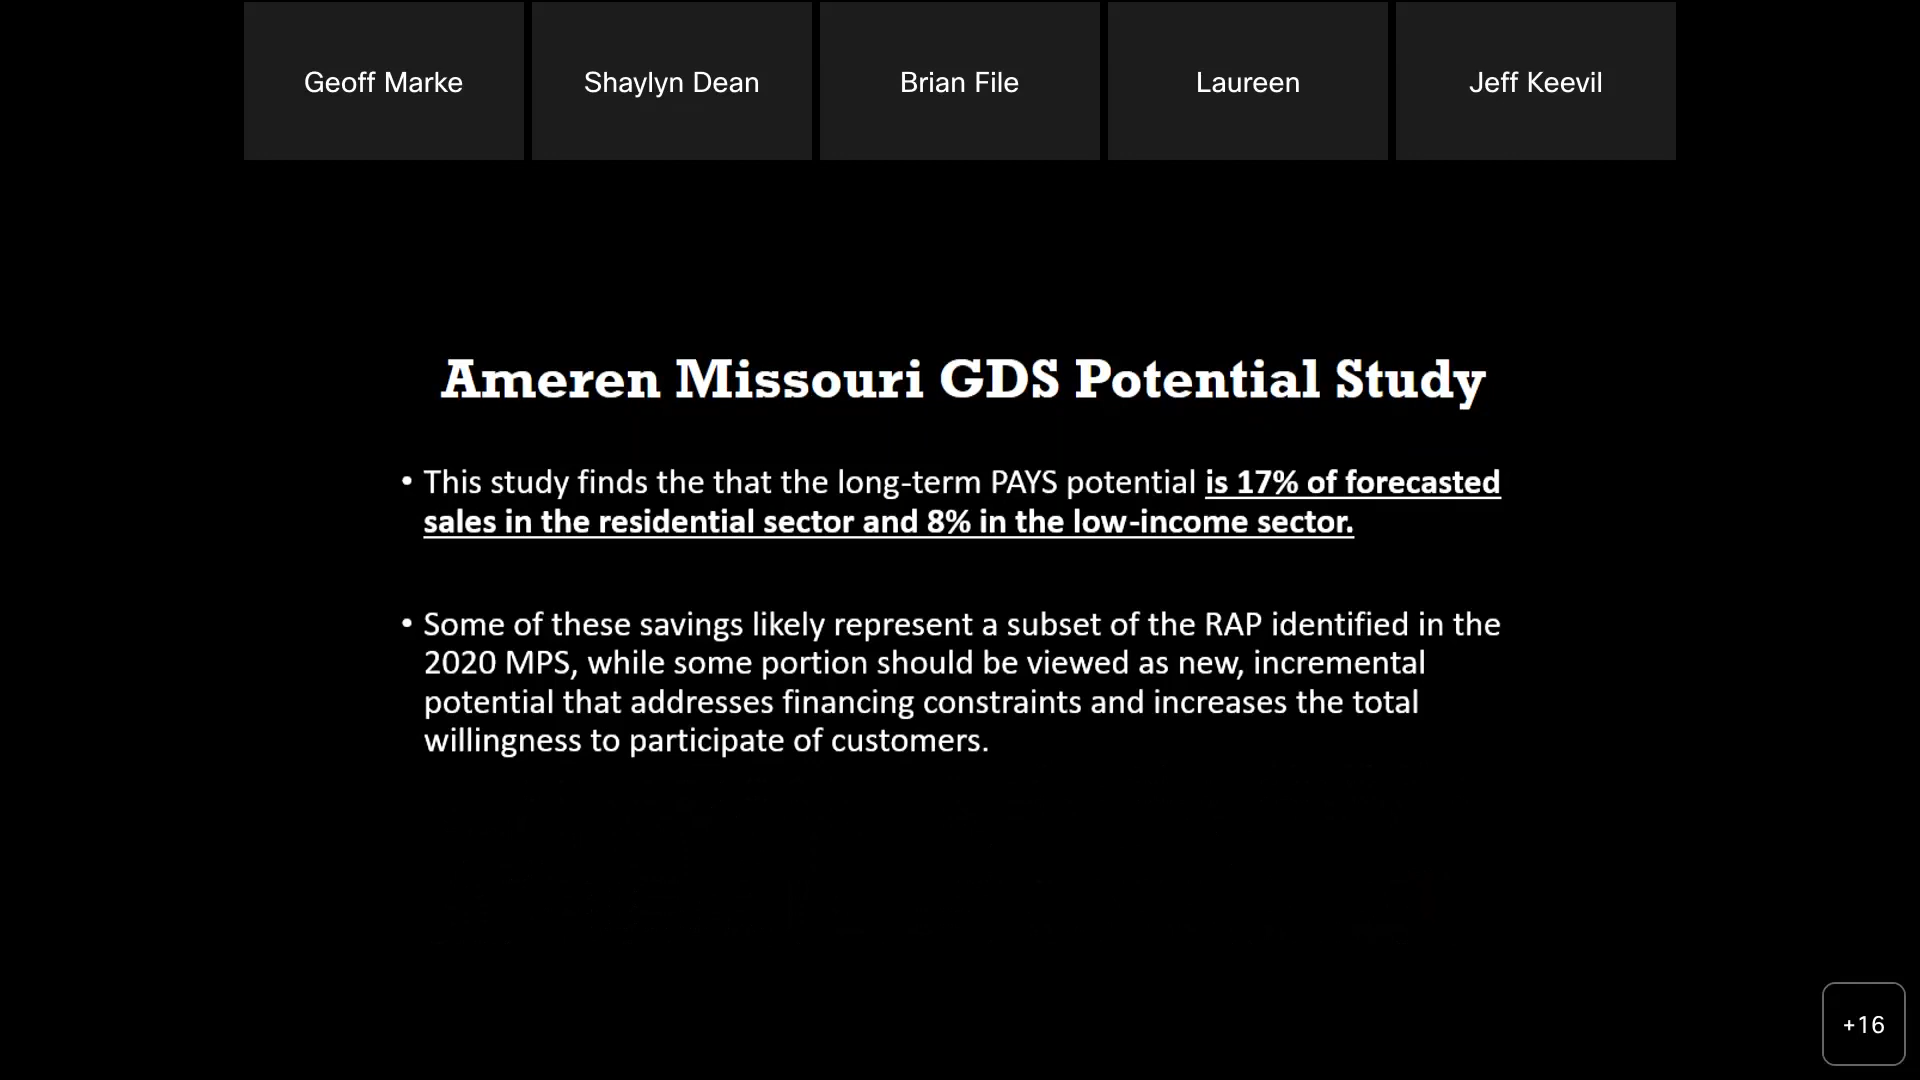 Geoff Marke
Shaylyn Dean
Brian File
Laureen
Jeff Keevil
Ameren Missouri GDS Potential Study
• This study finds the that the long-term PAYS potential is 17% of forecasted
sales in the residential sector and 8% in the low-income sector.
• Some of these savings likely represent a subset of the RAP identified in the
2020 MPS, while some portion should be viewed as new, incremental
potential that addresses financing constraints and increases the total
willingness to participate of customers.
+16